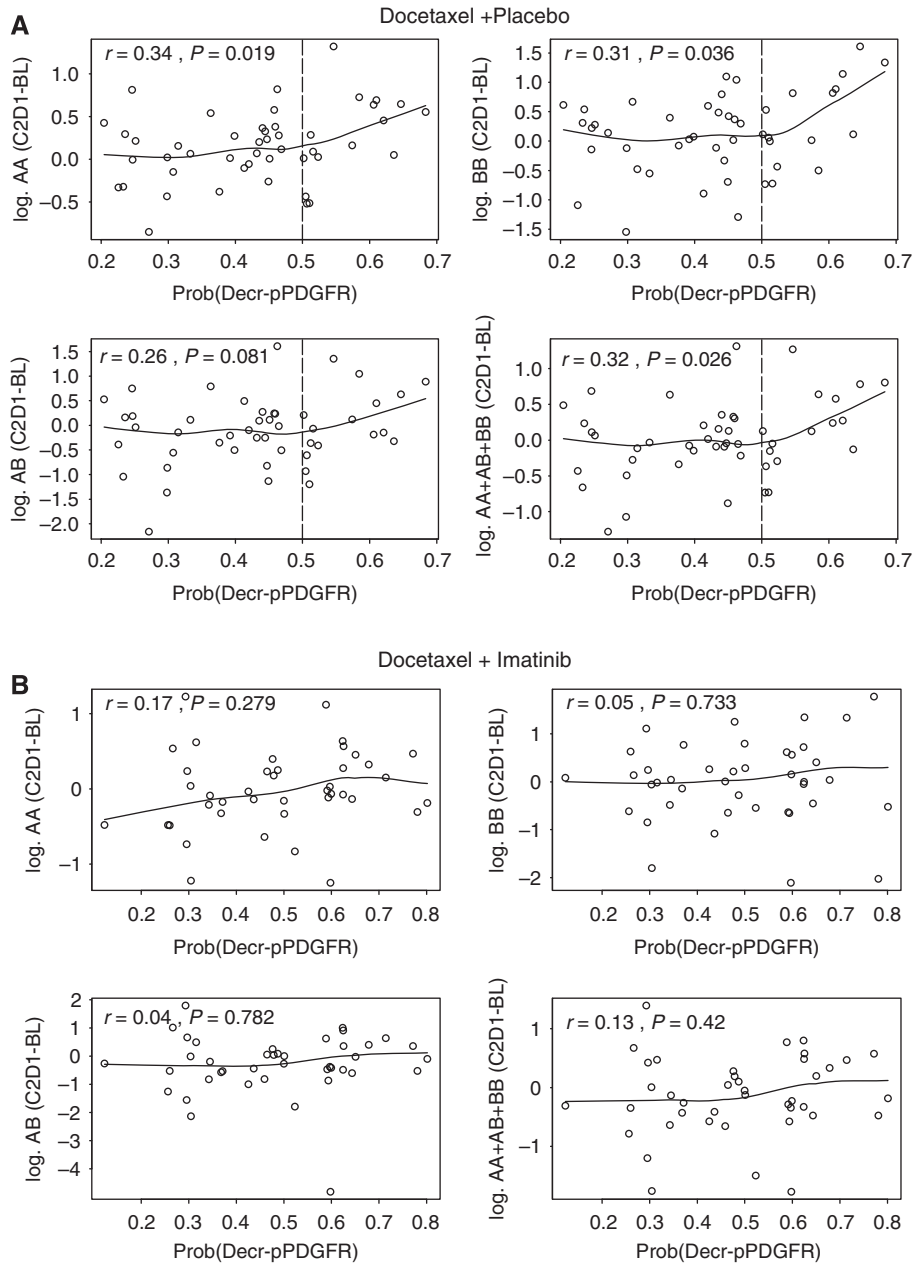 A
Docetaxel +Placebo
r = 0.34 , P = 0.019
log. AA (C2D1-BL)
1.0
0.5
0.0
−0.5
0.2 0.3 0.4 0.5 0.6 0.7
Prob(Decr-pPDGFR)
r = 0.31 , P = 0.036
log. BB (C2D1-BL)
1.5
1.0
0.5
0.0
−0.5
−1.0
−1.5
0.2 0.3 0.4 0.5 0.6 0.7
Prob(Decr-pPDGFR)
r = 0.26 , P = 0.081
log. AB (C2D1-BL)
1.5
1.0
0.5
0.0
−0.5
−1.0
−1.5
−2.0
0.2 0.3 0.4 0.5 0.6 0.7
Prob(Decr-pPDGFR)
r = 0.32 , P = 0.026
log. AA+AB+BB (C2D1-BL)
1.0
0.5
0.0
−0.5
−1.0
0.2 0.3 0.4 0.5 0.6 0.7
Prob(Decr-pPDGFR)
B
Docetaxel + Imatinib
r = 0.17 , P = 0.279
log. AA (C2D1-BL)
1
0
−1
0.2 0.3 0.4 0.5 0.6 0.7 0.8
Prob(Decr-pPDGFR)
r = 0.05 , P = 0.733
log. BB (C2D1-BL)
1
0
−1
−2
0.2 0.3 0.4 0.5 0.6 0.7 0.8
Prob(Decr-pPDGFR)
r = 0.04 , P = 0.782
log. AB (C2D1-BL)
2
1
0
−1
−2
−3
−4
0.2 0.3 0.4 0.5 0.6 0.7 0.8
Prob(Decr-pPDGFR)
r = 0.13 , P = 0.42
log. AA+AB+BB (C2D1-BL)
1
0
−1
0.2 0.3 0.4 0.5 0.6 0.7 0.8
Prob(Decr-pPDGFR)